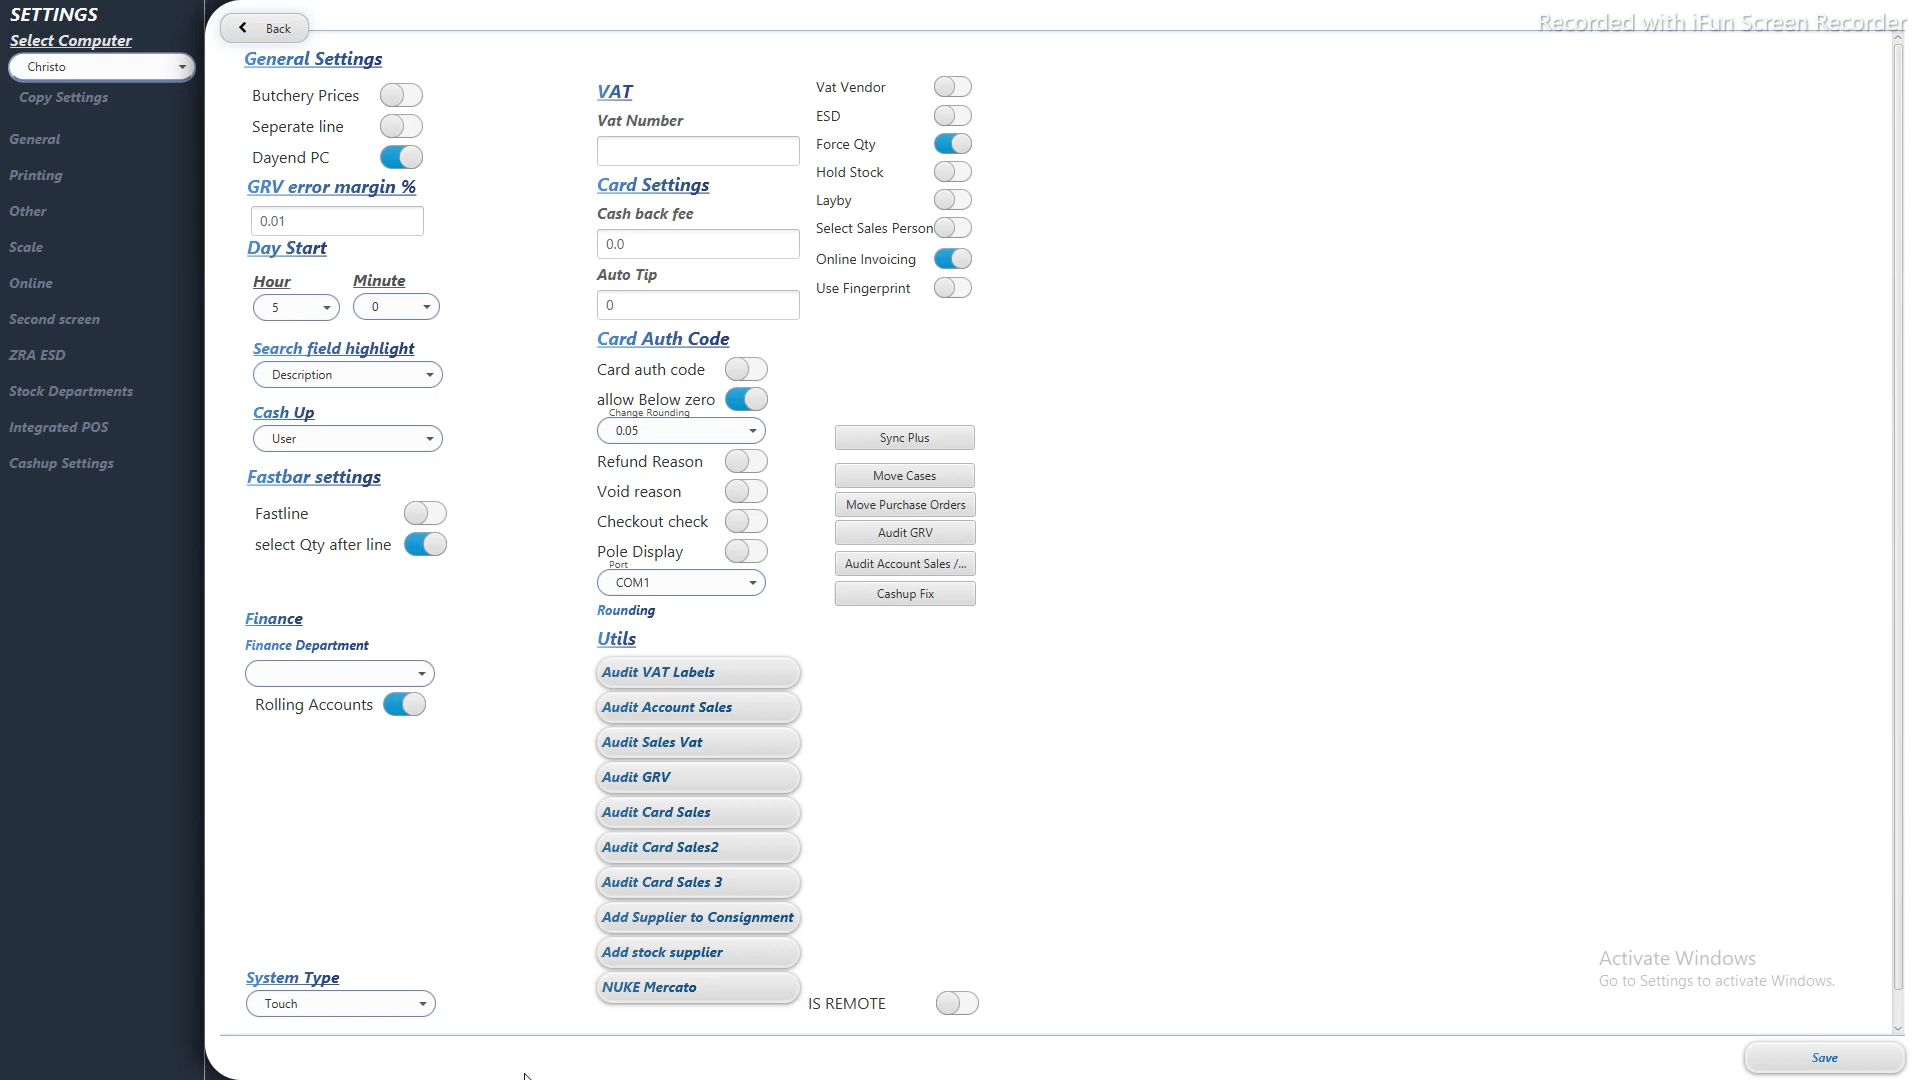 SETTINGS
Select Computer
Christo
Copy Settings
General
Printing
Other
Scale
Online
Second screen
ZRA ESD
Stock Departments
Integrated POS
Cashup Settings
Back
Recorded with iFun Screen Recorder
General Settings
Butchery Prices
Seperate line
Dayend PC
GRV error margin %
0.01
Day Start
Hour
Minute
5
0
Search field highlight
Description
Cash Up
User
Fastbar settings
Fastline
select Qty after line
Finance
Finance Department
Rolling Accounts
System Type
Touch
VAT
Vat Number
Card Settings
Cash back fee
0.0
Auto Tip
0
Card Auth Code
Card auth code
allow Below zero
Change Rounding
0.05
Refund Reason
Void reason
Checkout check
Pole Display
Port
COM1
Rounding
Utils
Audit VAT Labels
Audit Account Sales
Audit Sales Vat
Audit GRV
Audit Card Sales
Audit Card Sales2
Audit Card Sales 3
Add Supplier to Consignment
Add stock supplier
NUKE Mercato
Vat Vendor
ESD
Force Qty
Hold Stock
Layby
Select Sales Person
Online Invoicing
Use Fingerprint
Sync Plus
Move Cases
Move Purchase Orders
Audit GRV
Audit Account Sales /...
Cashup Fix
IS REMOTE
Activate Windows
Go to Settings to activate Windows.
Save